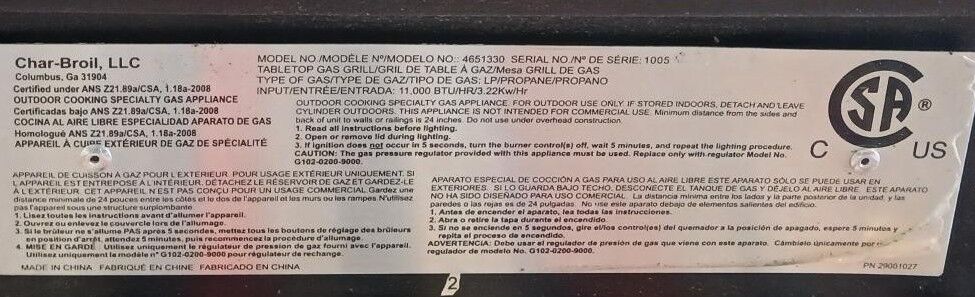 Char-Broil, LLC
Columbus, Ga 31904
Certified under ANS Z21.89a/CSA, 1.18a-2008
OUTDOOR COOKING SPECIALTY GAS APPLIANCE
Certificadas bajo ANS Z21.89a/CSA, 1.18a-2008
COCINA AL AIRE LIBRE ESPECIALIDAD APARATO DE GAS
Homologué ANS Z21.89a/CSA, 1.18a-2008
APPAREIL À CUIRE EXTÉRIEUR DE GAZ DE SPÉCIALITÉ
MODEL NO./MODÈLE Nº/MODELO NO.: 4651330 SERIAL NO./Nº DE SÉRIE: 1005
TABLETOP GAS GRILL/GRIL DE TABLE À GAZ/Mesa GRILL DE GAS
TYPE OF GAS/TYPE DE GAZ/TIPO DE GAS: LP/PROPANE/PROPANO
INPUT/ENTRÉE/ENTRADA: 11,000 BTU/HR/3.22Kw/Hr
OUTDOOR COOKING SPECIALTY GAS APPLIANCE. FOR OUTDOOR USE ONLY. IF STORED INDOORS, DETACH AND LEAVE
CYLINDER OUTDOORS. THIS APPLIANCE IS NOT INTENDED FOR COMMERCIAL USE. Minimum distance from the sides and
back of unit to walls or railings is 24 inches. Do not use under overhead construction.
1. Read all instructions before lighting.
2. Open or remove lid during lighting.
3. If ignition does not occur in 5 seconds, turn the burner control(s) off, wait 5 minutes, and repeat the lighting procedure.
CAUTION: The gas pressure regulator provided with this appliance must be used. Replace only with regulator Model No.
G102-0200-9000.
CSA ®
C US
APPAREIL DE CUISSON À GAZ POUR L'EXTERIEUR. POUR USAGE EXTÉRIEUR UNIQUEMENT. SI
L'APPAREIL EST ENTREPOSE A L'INTÉRIEUR, DÉTACHEZ LE RÉSERVOIR DE GAZ ET GARDEZ-LE
À L'EXTÉRIEUR. CET APPAREIL N'EST PAS CONÇU POUR UN USAGE COMMERCIAL. Gardez une
distance minimale de 24 pouces entre les côtés et le dos de l'appareil et les murs ou les rampes. N'utilisez
pas l'appareil sous une structure surplombante.
1. Lisez toutes les instructions avant d'allumer l'appareil.
2. Ouvrez ou enlevez le couvercle lors de l'allumage.
3. Si le brûleur ne s'allume PAS après 5 secondes, mettez tous les boutons de réglage des brûleurs
en position d'arrêt, attendez 5 minutes, puis recommencez la procédure d'allumage.
4. MISE EN GARDE Utilisez uniquement le régulateur de pression de gaz fourni avec l'appareil.
Utilisez uniquement le modèle n° G102-0200-9000 pour régulateur de rechange.
MADE IN CHINA FABRIQUÉ EN CHINE FABRICADO EN CHINA
APARATO ESPECIAL DE COCCIÓN A GAS PARA USO AL AIRE LIBRE ESTE APARATO SÓLO SE PUEDE USAR EN
EXTERIORES. SI LO GUARDA BAJO TECHO, DESCONECTE EL TANQUE DE GAS Y DÉJELO AL AIRE LIBRE. ESTE APARATO
NO HA SIDO DISEÑADO PARA USO COMERCIAL. La distancia mínima entre los lados y la parte posterior de la unidad, y las
paredes o las rejas es de 24 pulgadas. No use este aparato debajo de elementos salientes del edificio.
1. Antes de encender el aparato, lea todas las instrucciones.
2. Abra o retire la tapa durante el encendido.
3. Si no se enciende en 5 segundos, gire el/los control(es) del quemador a la posición de apagado, espere 5 minutos y
repita el proceso de encendido.
ADVERTENCIA: Debe usar el regulador de presión de gas que viene con este aparato. Cámbielo únicamente por
regulador de modelo No. G102-0200-9000.
PN 29001027
2